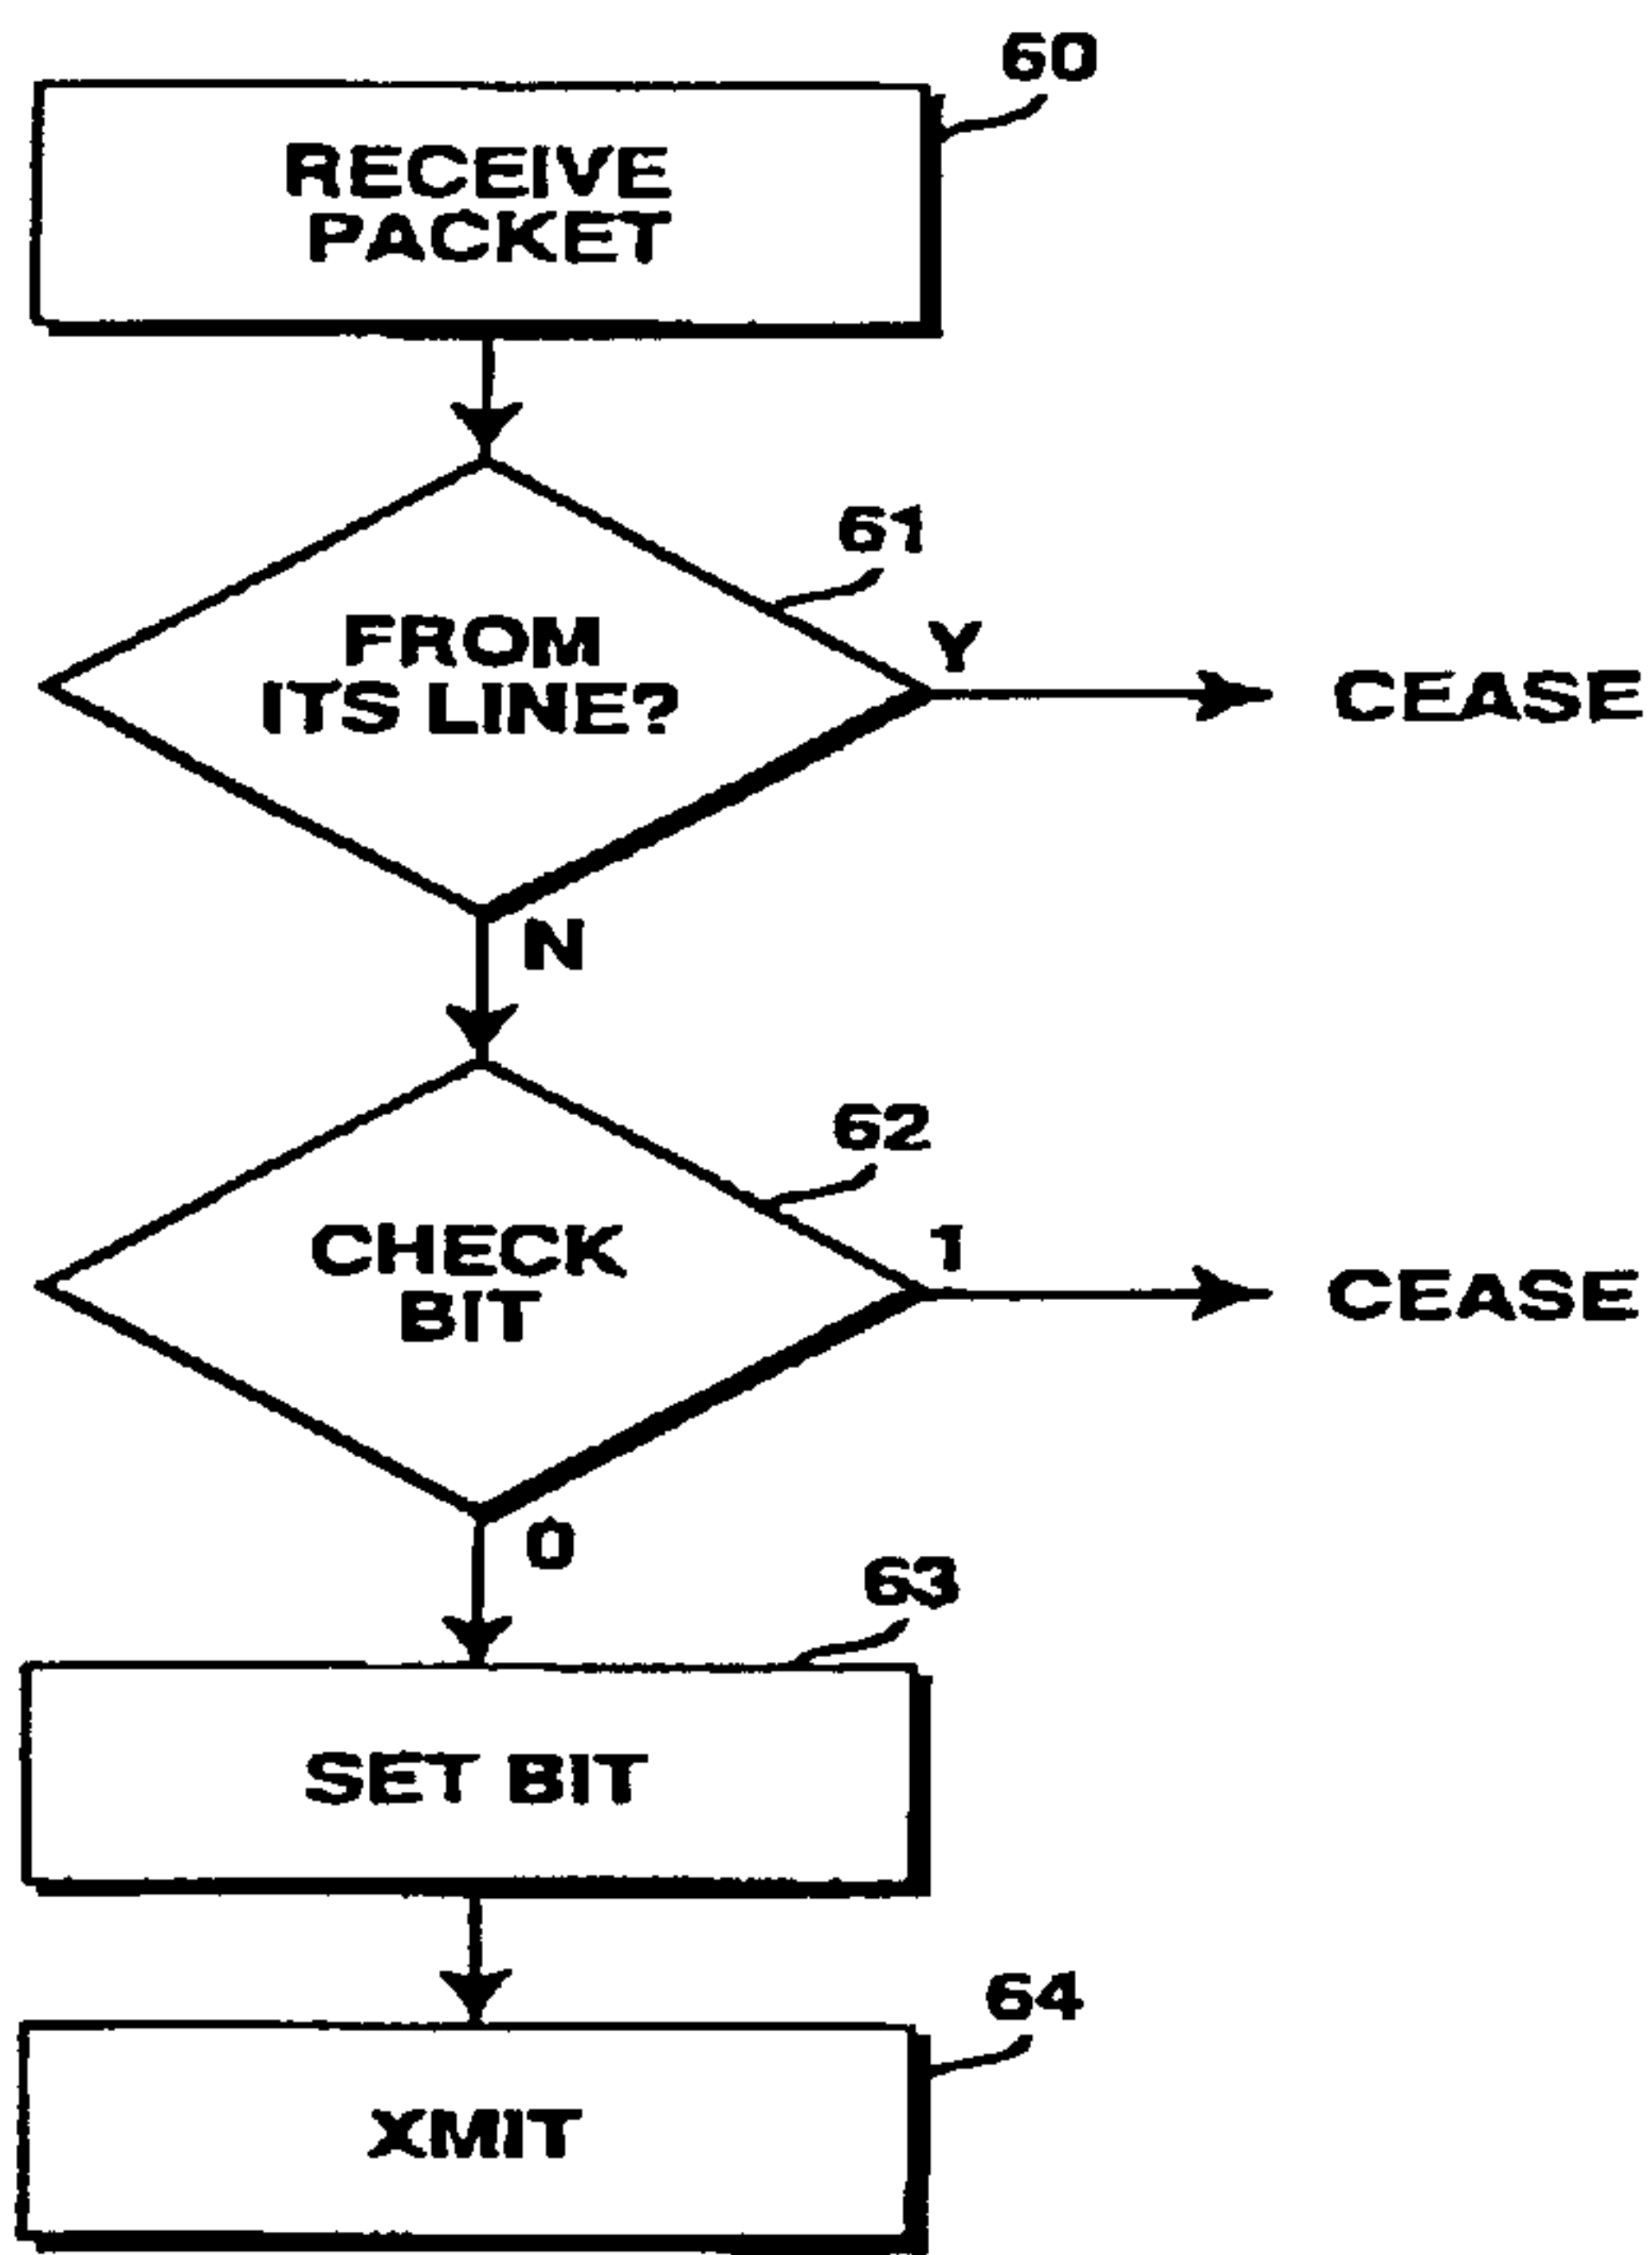 60
RECEIVE
PACKET
61
FROM
ITS LINE?
Y
CEASE
N
62
CHECK
BIT
1
CEASE
0
63
SET BIT
64
XMIT